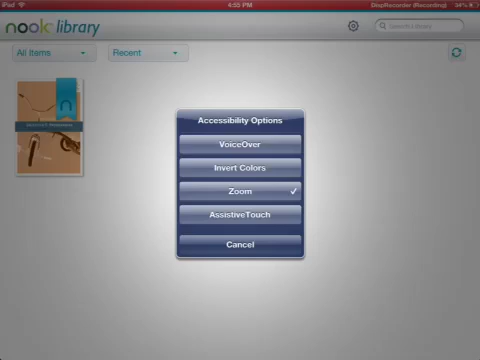 iPad
4:55 PM
DispRecorder (Recording)
34%
nook library
Search Library
All Items
Recent
Accessibility Options
VoiceOver
Invert Colors
Zoom
AssistiveTouch
Cancel